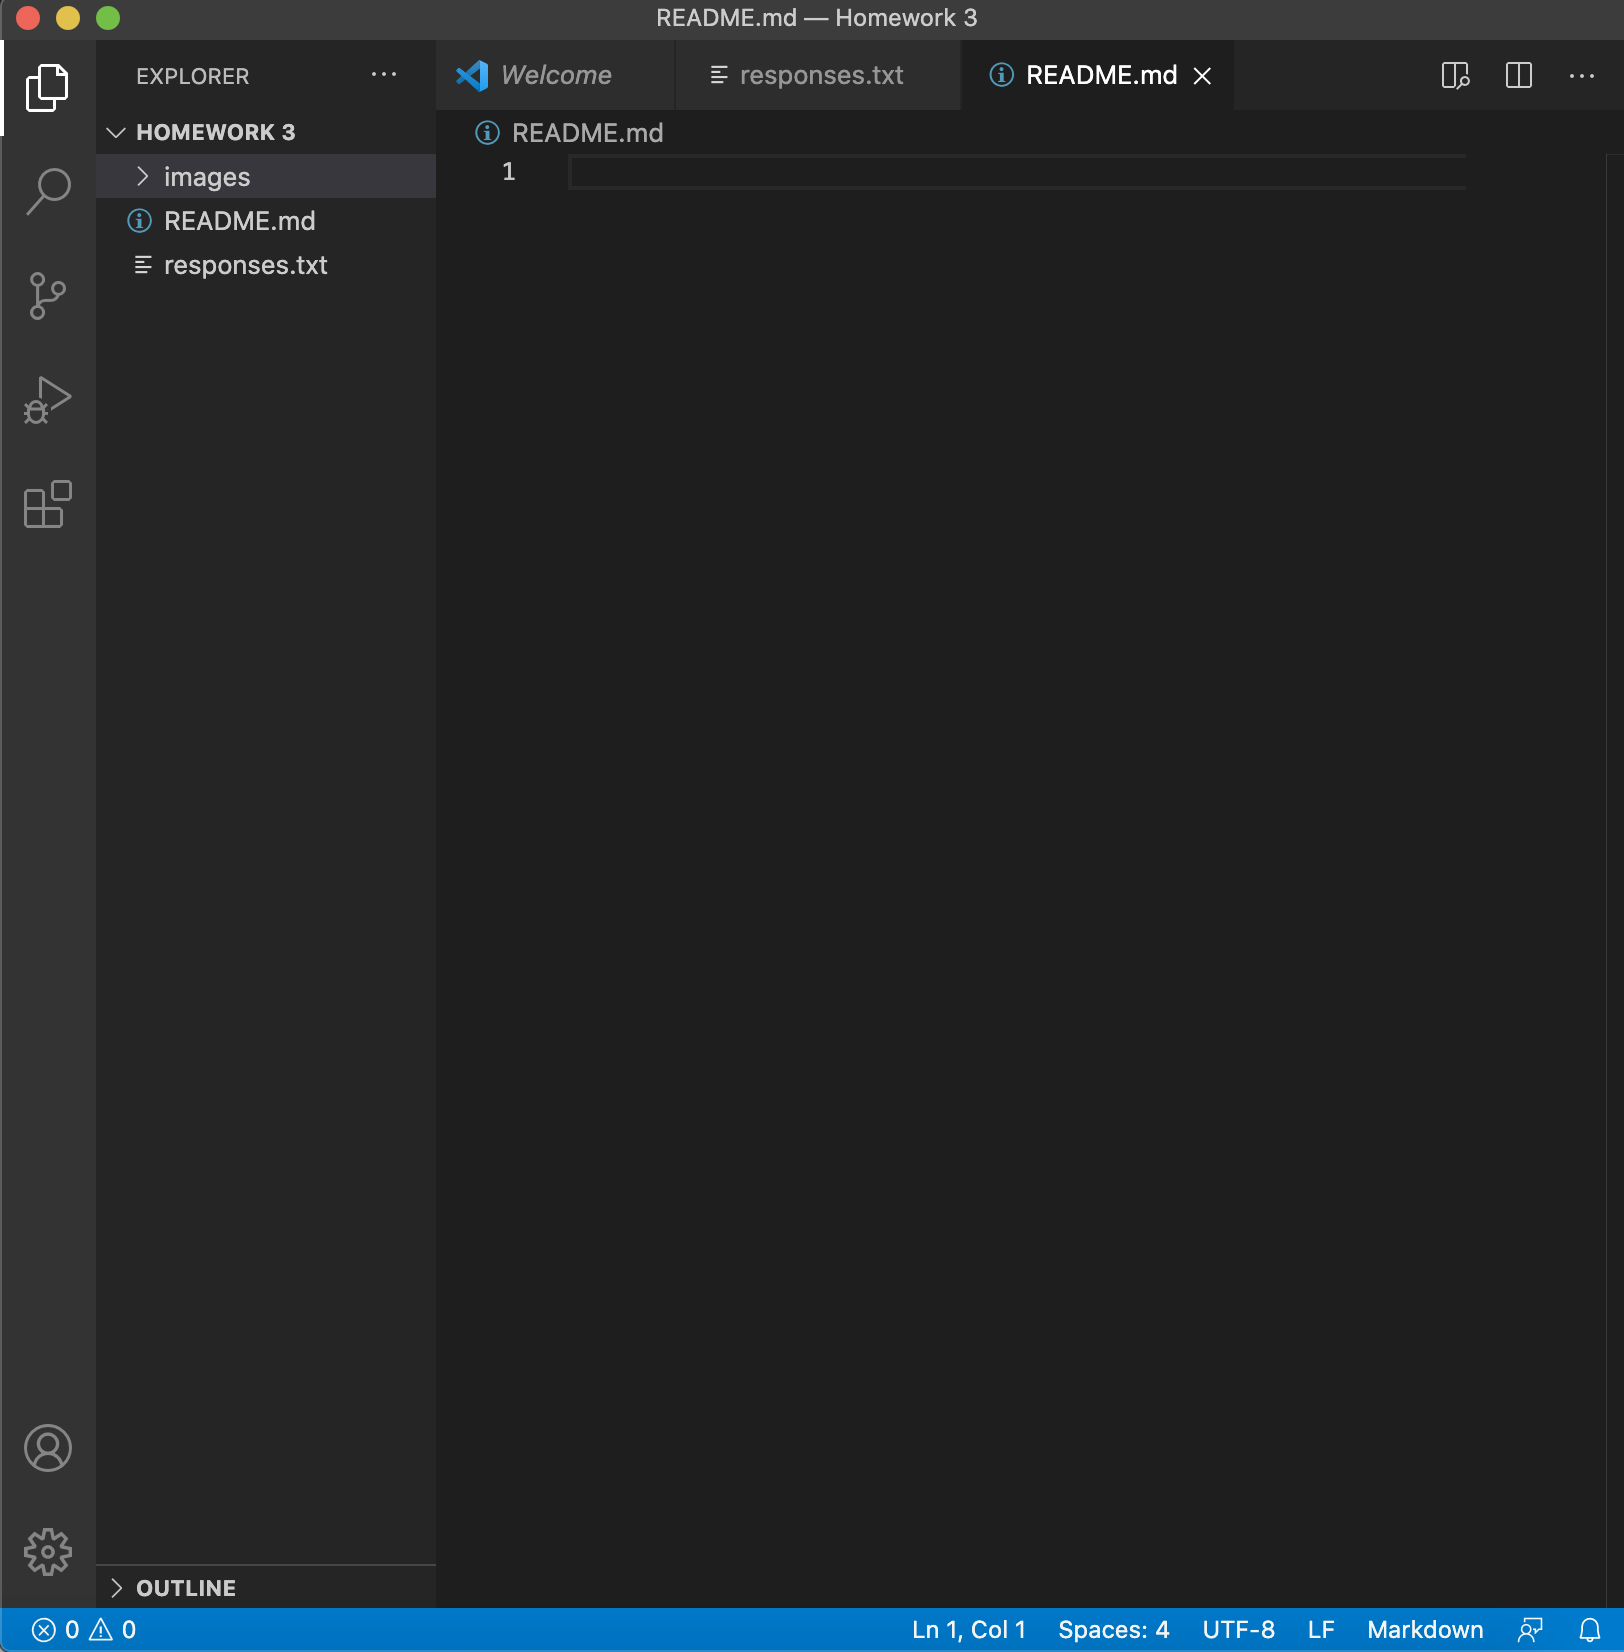 README.md — Homework 3
EXPLORER
Welcome
responses.txt
README.md
HOMEWORK 3
images
README.md
responses.txt
README.md
1
OUTLINE
0 0
Ln 1, Col 1 Spaces: 4 UTF-8 LF Markdown